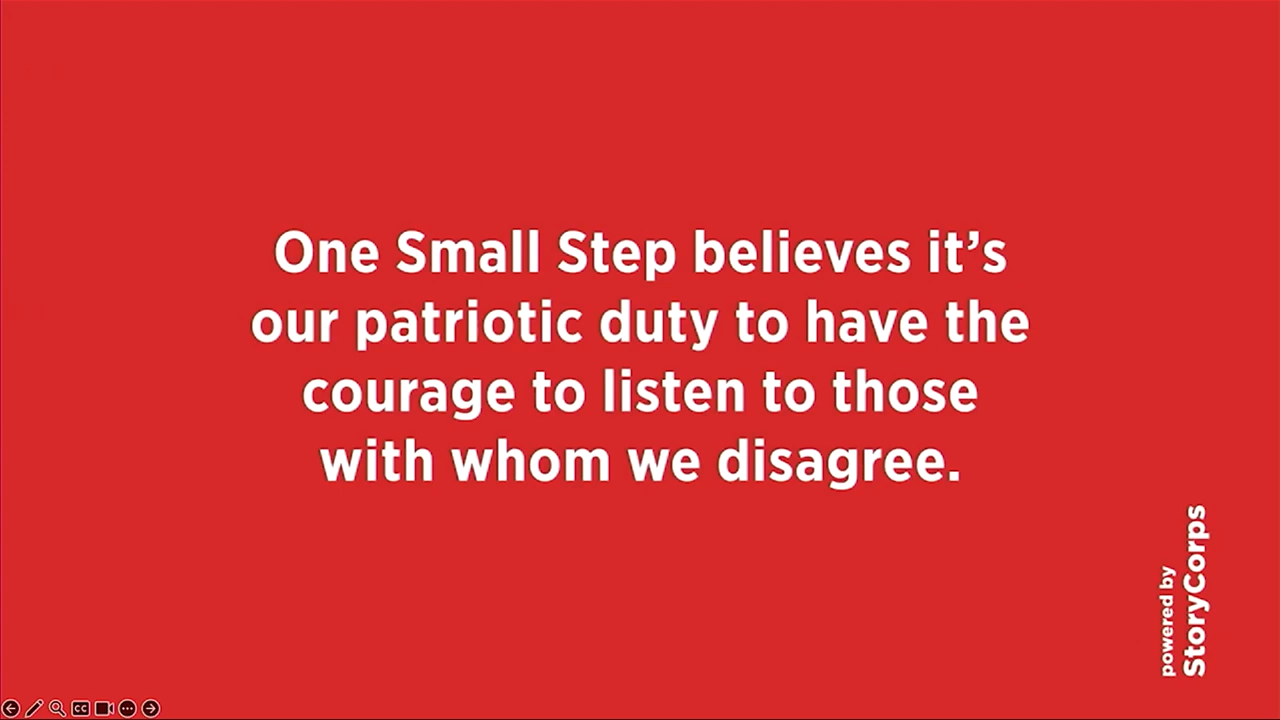 One Small Step believes it’s
our patriotic duty to have the
courage to listen to those
with whom we disagree.
powered by
StoryCorps
CC